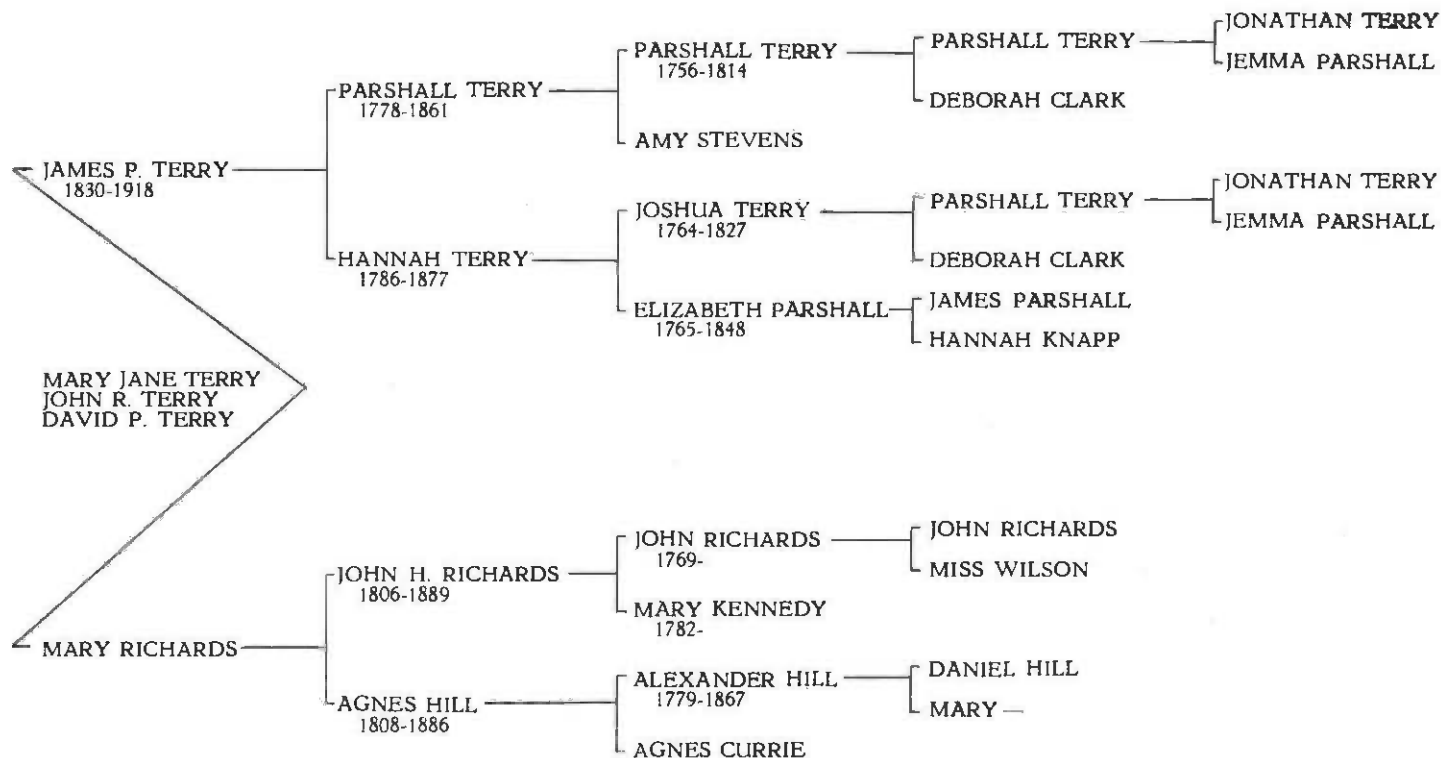 JONATHAN TERRY
PARSHALL TERRY
1756-1814
PARSHALL TERRY
JEMMA PARSHALL
PARSHALL TERRY
1778-1861
DEBORAH CLARK
AMY STEVENS
JAMES P. TERRY
1830-1918
JONATHAN TERRY
JOSHUA TERRY
1764-1827
PARSHALL TERRY
JEMMA PARSHALL
HANNAH TERRY
1786-1877
DEBORAH CLARK
ELIZABETH PARSHALL
1765-1848
JAMES PARSHALL
HANNAH KNAPP
MARY JANE TERRY
JOHN R. TERRY
DAVID P. TERRY
JOHN RICHARDS
1769-
JOHN RICHARDS
JOHN H. RICHARDS
1806-1889
MISS WILSON
MARY KENNEDY
1782-
MARY RICHARDS
ALEXANDER HILL
1779-1867
DANIEL HILL
AGNES HILL
1808-1886
MARY —
AGNES CURRIE